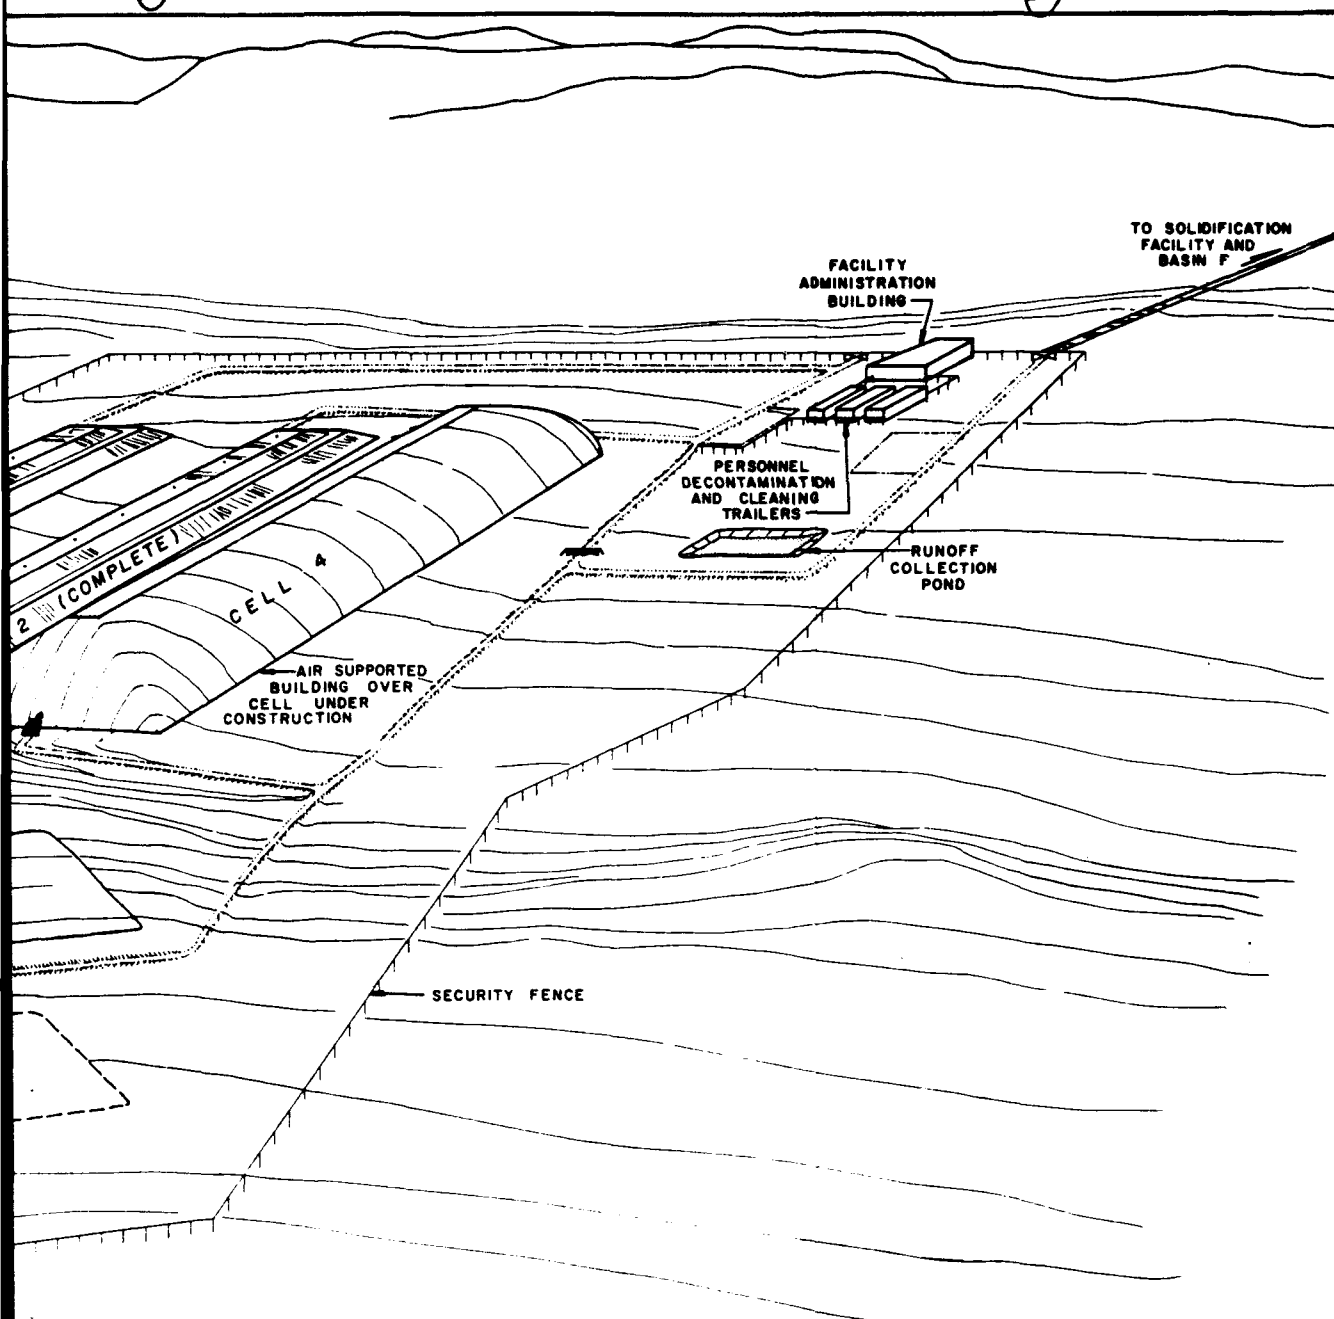 TO SOLIDIFICATION
FACILITY AND
BASIN F
FACILITY
ADMINISTRATION
BUILDING
PERSONNEL
DECONTAMINATION
AND CLEANING
TRAILERS
RUNOFF
COLLECTION
POND
2 (COMPLETE)
CELL 4
AIR SUPPORTED
BUILDING OVER
CELL UNDER
CONSTRUCTION
SECURITY FENCE